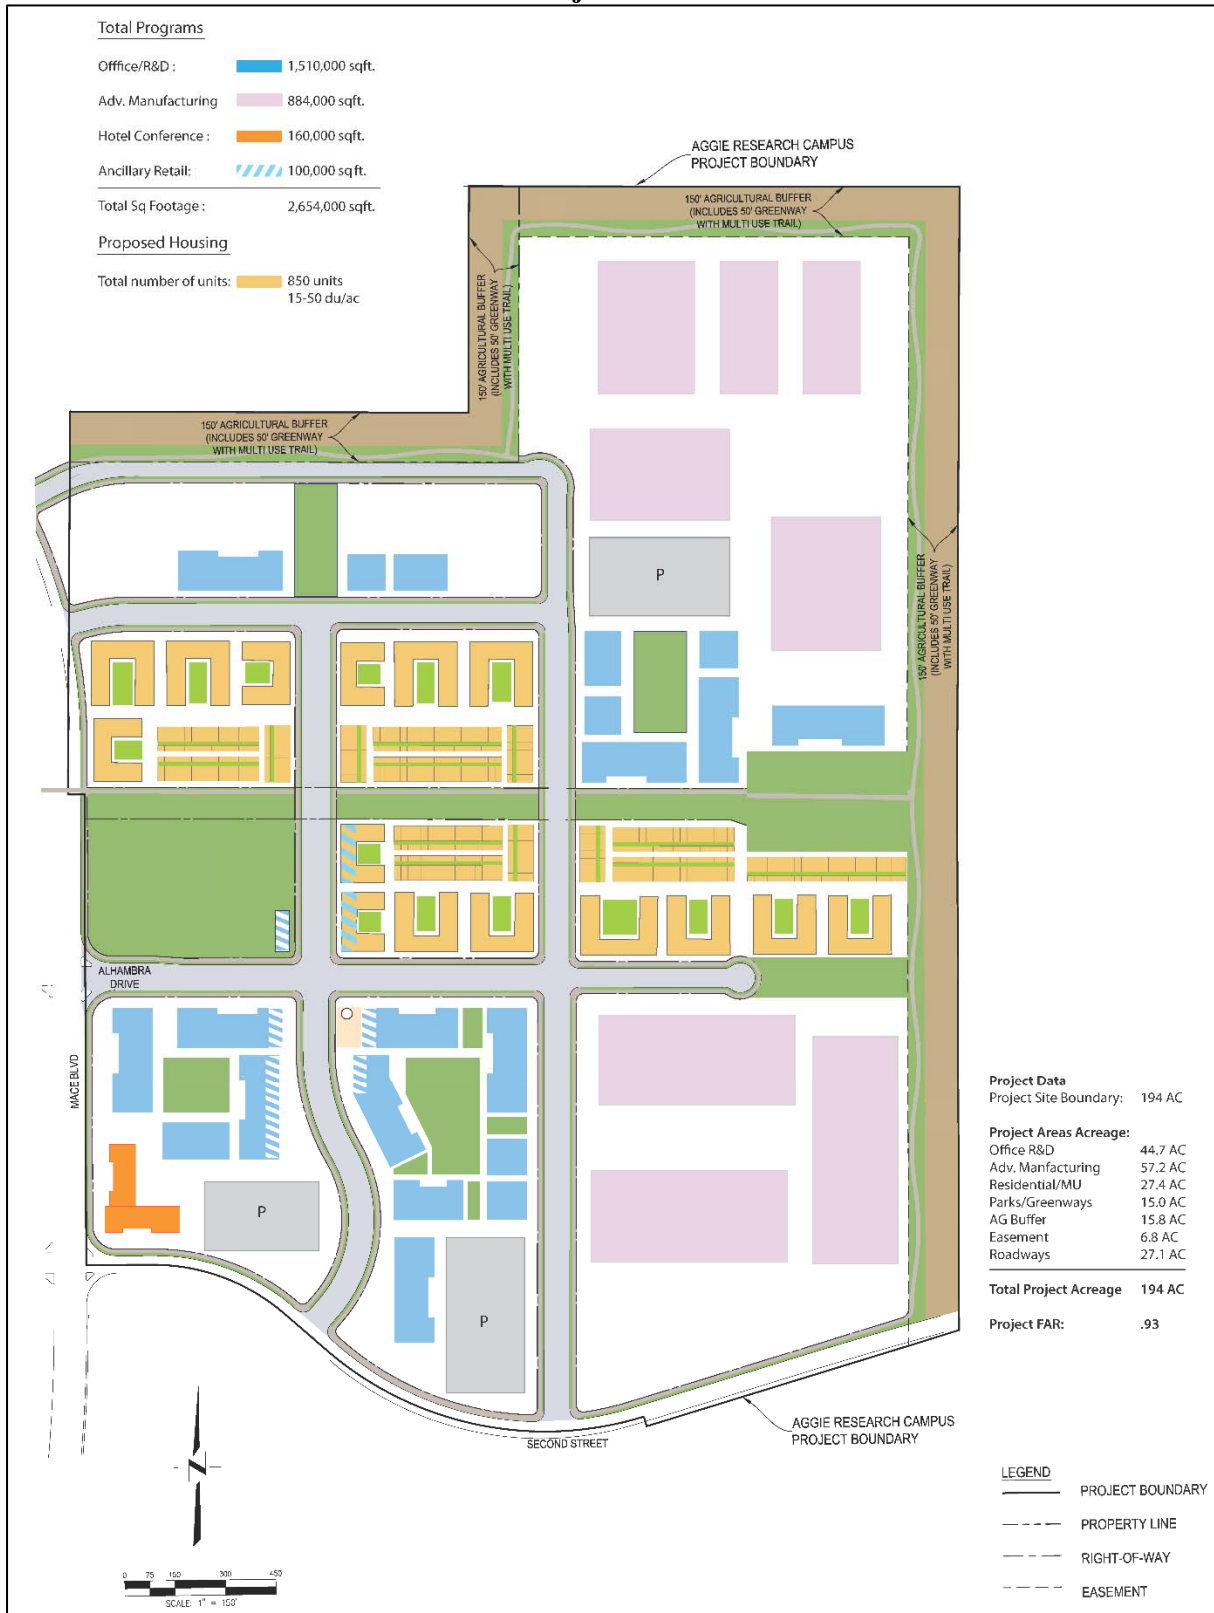 Total Programs
Offfice/R&D : 1,510,000 sqft.
Adv. Manufacturing 884,000 sqft.
Hotel Conference : 160,000 sqft.
Ancillary Retail: 100,000 sqft.
Total Sq Footage : 2,654,000 sqft.
Proposed Housing
Total number of units: 850 units
15-50 du/ac
AGGIE RESEARCH CAMPUS
PROJECT BOUNDARY
150' AGRICULTURAL BUFFER
(INCLUDES 50' GREENWAY
WITH MULTI USE TRAIL)
150' AGRICULTURAL BUFFER
(INCLUDES 50' GREENWAY
WITH MULTI USE TRAIL)
150' AGRICULTURAL BUFFER
(INCLUDES 50' GREENWAY
WITH MULTI USE TRAIL)
150' AGRICULTURAL BUFFER
(INCLUDES 50' GREENWAY
WITH MULTI USE TRAIL)
P
ALHAMBRA
DRIVE
MACE BLVD
P
P
Project Data
Project Site Boundary: 194 AC
Project Areas Acreage:
Office R&D 44.7 AC
Adv. Manfacturing 57.2 AC
Residential/MU 27.4 AC
Parks/Greenways 15.0 AC
AG Buffer 15.8 AC
Easement 6.8 AC
Roadways 27.1 AC
Total Project Acreage 194 AC
Project FAR: .93
AGGIE RESEARCH CAMPUS
PROJECT BOUNDARY
SECOND STREET
LEGEND
PROJECT BOUNDARY
PROPERTY LINE
RIGHT-OF-WAY
EASEMENT
0 75 150 300 450
SCALE: 1" = 150'